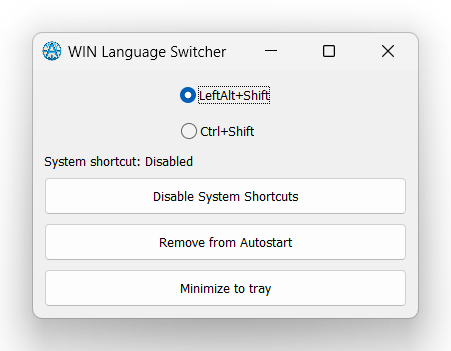 WIN Language Switcher
LeftAlt+Shift
Ctrl+Shift
System shortcut: Disabled
Disable System Shortcuts
Remove from Autostart
Minimize to tray